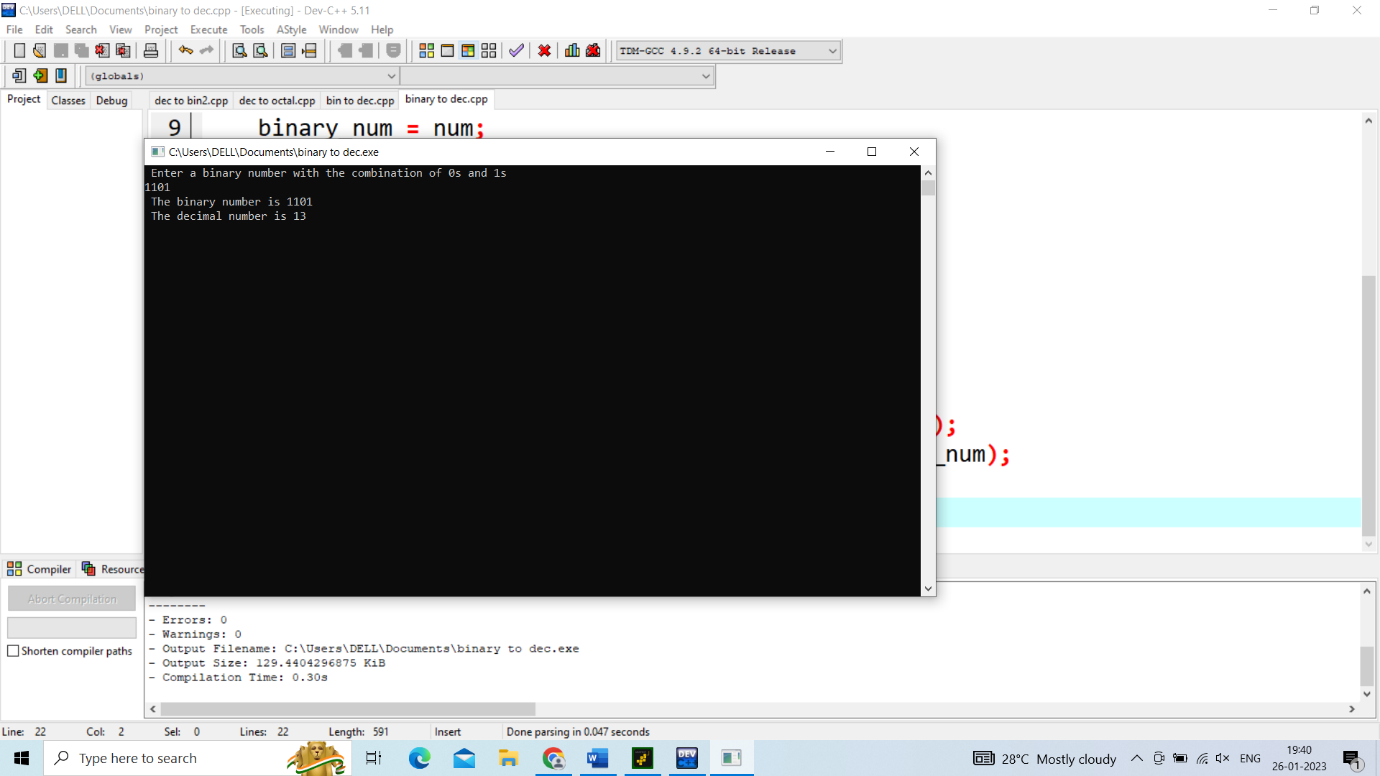 C:\Users\DELL\Documents\binary to dec.cpp - [Executing] - Dev-C++ 5.11
File Edit Search View Project Execute Tools AStyle Window Help
TDM-GCC 4.9.2 64-bit Release
(globals)
Project Classes Debug
dec to bin2.cpp dec to octal.cpp bin to dec.cpp binary to dec.cpp
9 binary_num = num;
C:\Users\DELL\Documents\binary to dec.exe
Enter a binary number with the combination of 0s and 1s
1101
The binary number is 1101
The decimal number is 13
);
_num);
Compiler Resource
Abort Compilation
Shorten compiler paths
--------
- Errors: 0
- Warnings: 0
- Output Filename: C:\Users\DELL\Documents\binary to dec.exe
- Output Size: 129.4404296875 KiB
- Compilation Time: 0.30s
Line: 22 Col: 2 Sel: 0 Lines: 22 Length: 591 Insert Done parsing in 0.047 seconds
Type here to search
DEV
28°C Mostly cloudy
ENG
19:40
26-01-2023
1